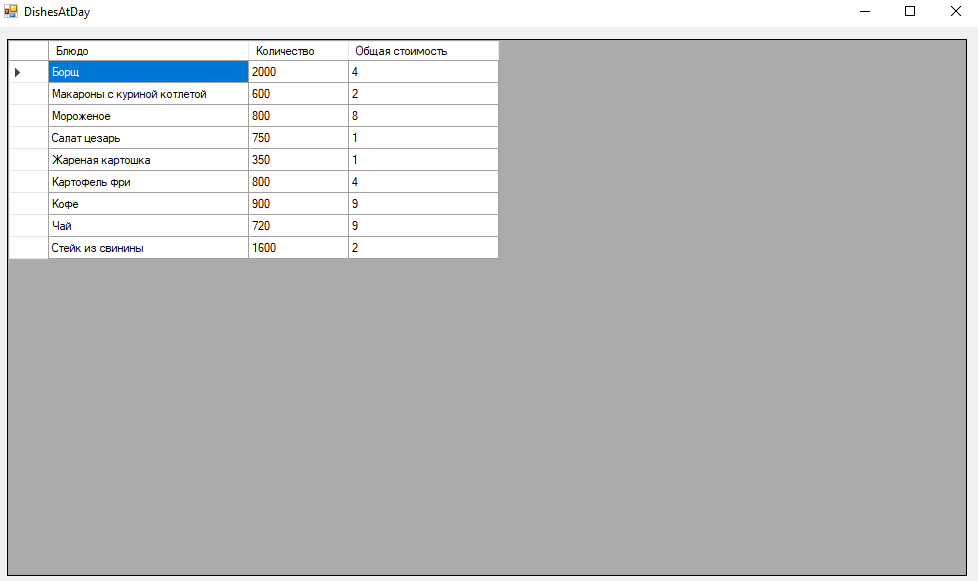 DishesAtDay
Блюдо Количество Общая стоимость
Борщ 2000 4
Макароны с куриной котлетой 600 2
Мороженое 800 8
Салат цезарь 750 1
Жареная картошка 350 1
Картофель фри 800 4
Кофе 900 9
Чай 720 9
Стейк из свинины 1600 2